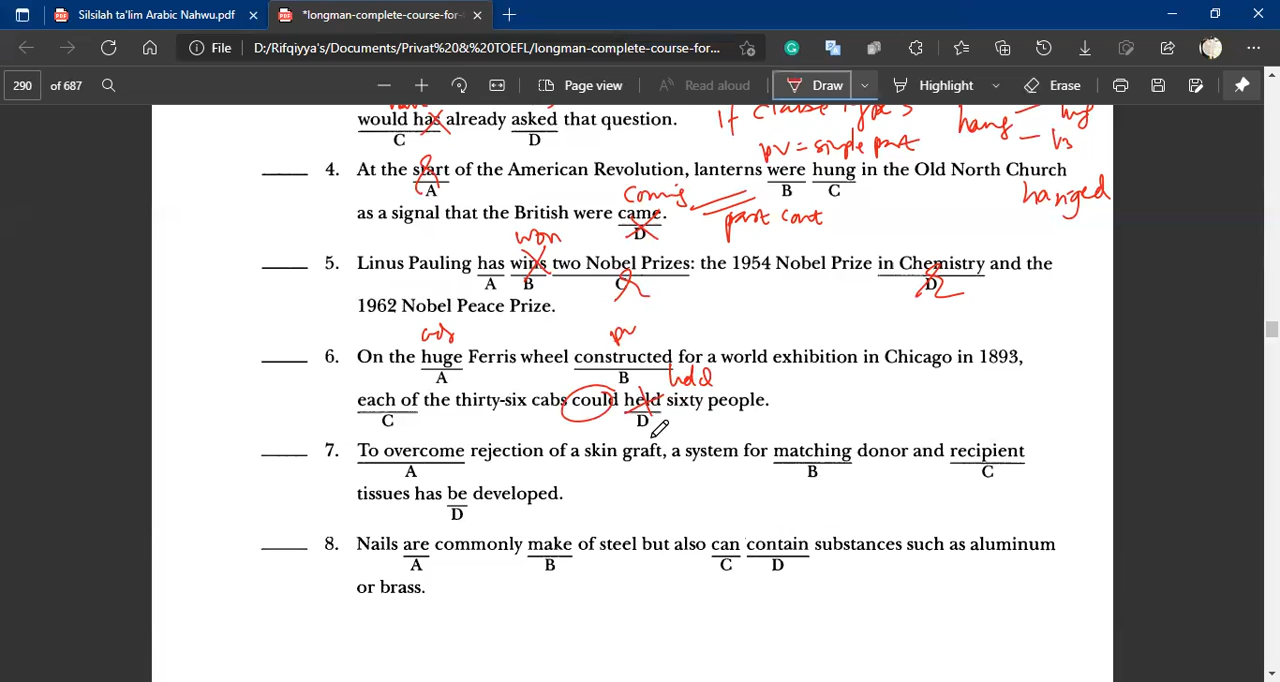 Silsilah ta'lim Arabic Nahwu.pdf
*longman-complete-course-for-
File D:/Rifqiyya's/Documents/Privat%20&%20TOEFL/longman-complete-course-for...
290 of 687 Page view Read aloud Draw Highlight Erase
If clause type 3
would has already asked that question.
hang
C D
V3
pv = single part
4. At the start of the American Revolution, lanterns were hung in the Old North Church
A B C
coming
hanged
as a signal that the British were came.
D
past cont
won
5. Linus Pauling has wins two Nobel Prizes: the 1954 Nobel Prize in Chemistry and the
A B C D
1962 Nobel Peace Prize.
adj pv
6. On the huge Ferris wheel constructed for a world exhibition in Chicago in 1893,
A B
hold
each of the thirty-six cabs could held sixty people.
C D
7. To overcome rejection of a skin graft, a system for matching donor and recipient
A B C
tissues has be developed.
D
8. Nails are commonly make of steel but also can contain substances such as aluminum
A B C D
or brass.